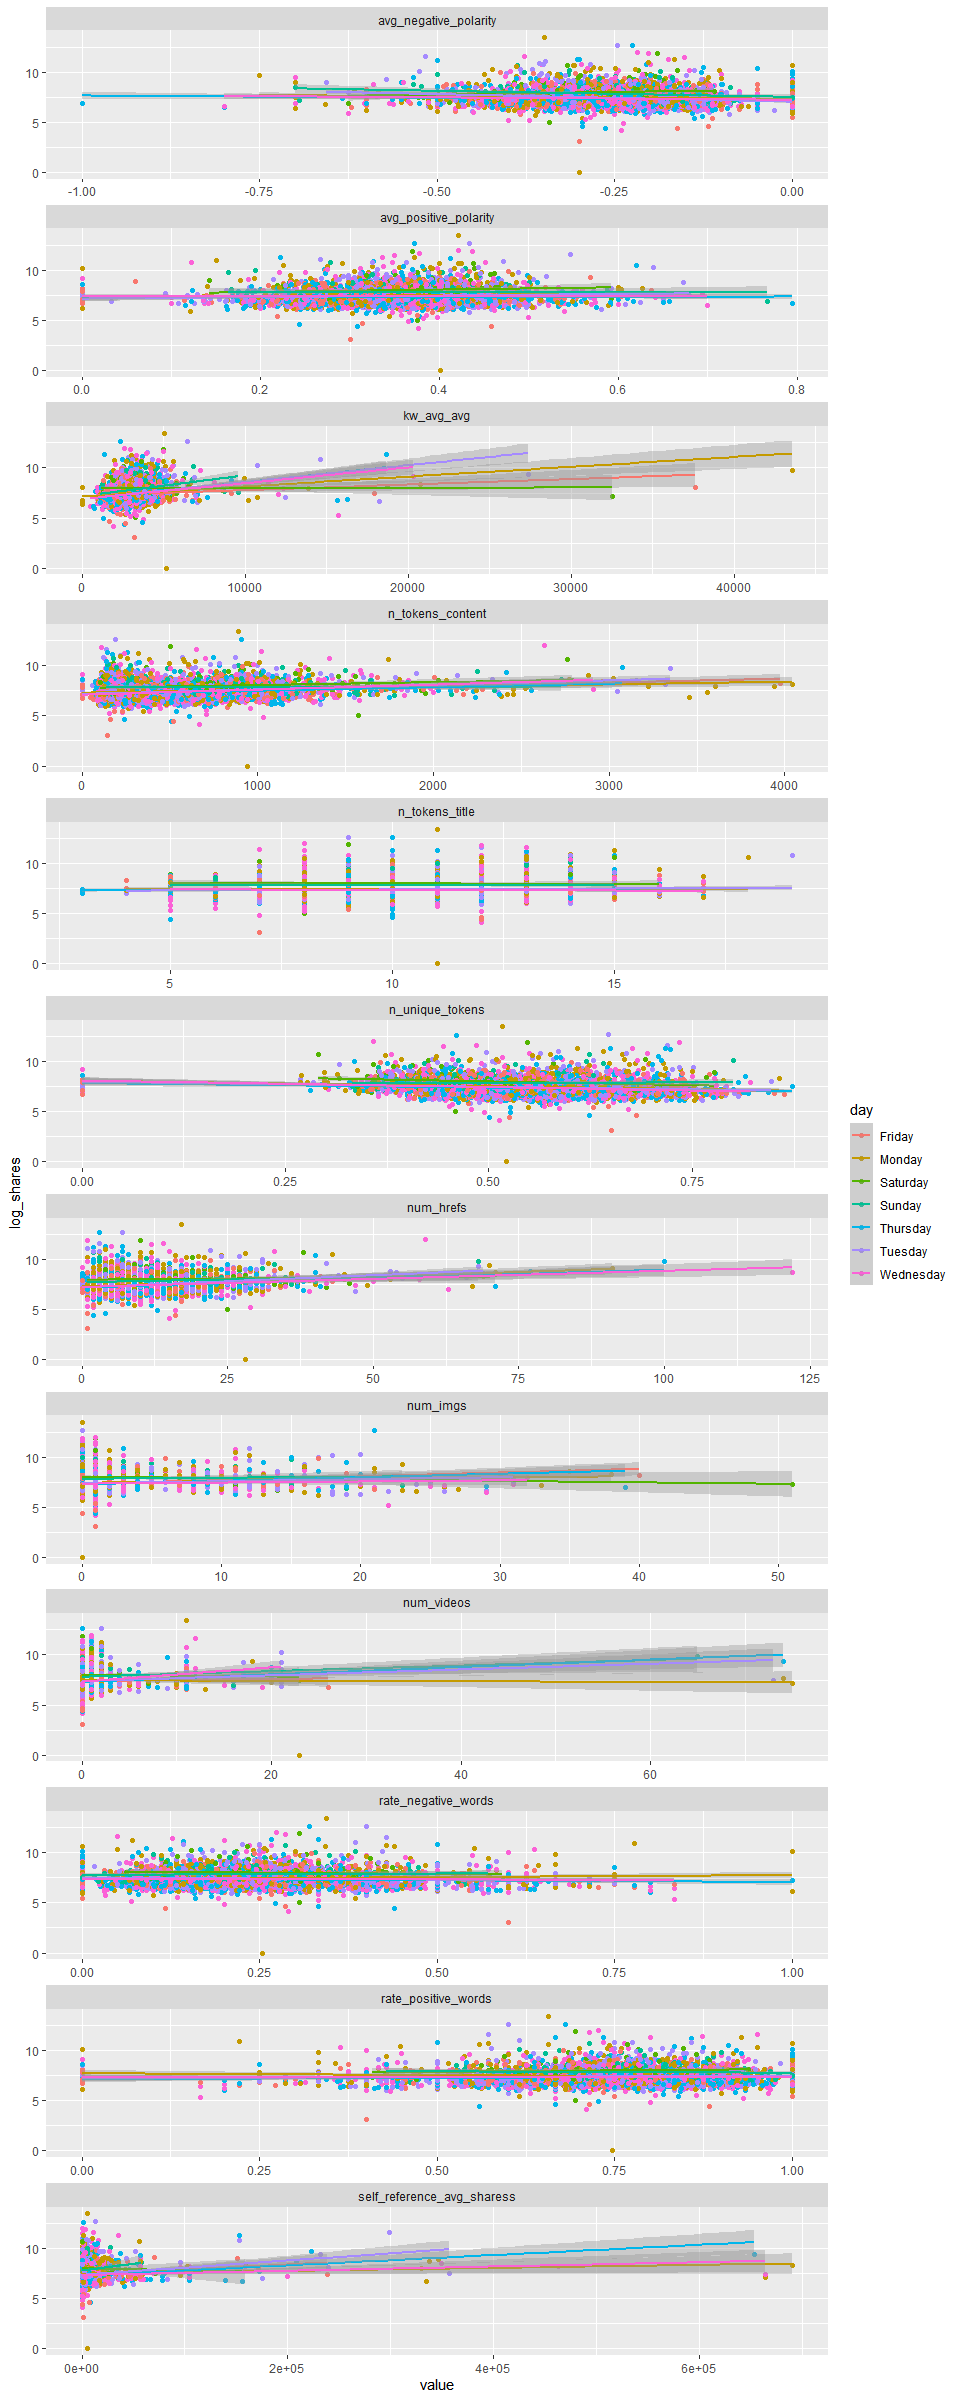 avg_negative_polarity
10
5
0
-1.00 -0.75 -0.50 -0.25 0.00
avg_positive_polarity
10
5
0
0.0 0.2 0.4 0.6 0.8
kw_avg_avg
10
5
0
0 10000 20000 30000 40000
n_tokens_content
10
5
0
0 1000 2000 3000 4000
n_tokens_title
10
5
0
5 10 15
n_unique_tokens
10
5
0
0.00 0.25 0.50 0.75
log_shares
day
Friday
Monday
Saturday
Sunday
Thursday
Tuesday
Wednesday
num_hrefs
10
5
0
0 25 50 75 100 125
num_imgs
10
5
0
0 10 20 30 40 50
num_videos
10
5
0
0 20 40 60
rate_negative_words
10
5
0
0.00 0.25 0.50 0.75 1.00
rate_positive_words
10
5
0
0.00 0.25 0.50 0.75 1.00
self_reference_avg_sharess
10
5
0
0e+00 2e+05 4e+05 6e+05
value